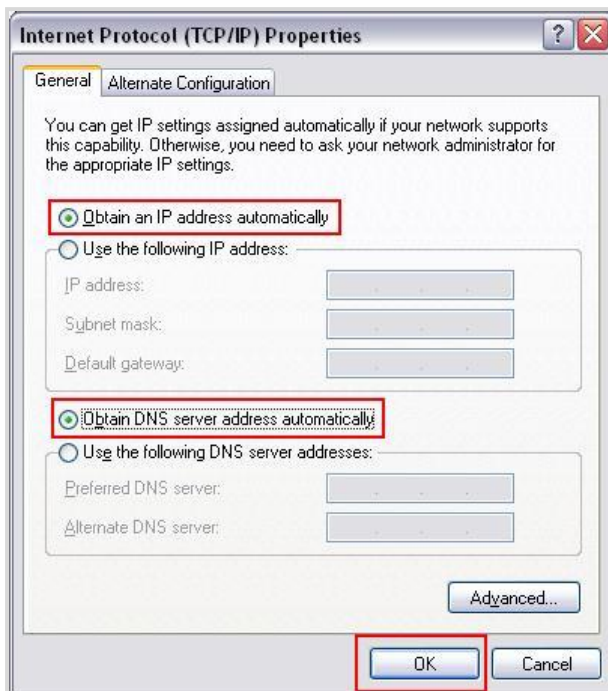 Internet Protocol (TCP/IP) Properties
General
Alternate Configuration
You can get IP settings assigned automatically if your network supports
this capability. Otherwise, you need to ask your network administrator for
the appropriate IP settings.
Obtain an IP address automatically
Use the following IP address:
IP address:
Subnet mask:
Default gateway:
Obtain DNS server address automatically
Use the following DNS server addresses:
Preferred DNS server:
Alternate DNS server:
Advanced...
OK
Cancel